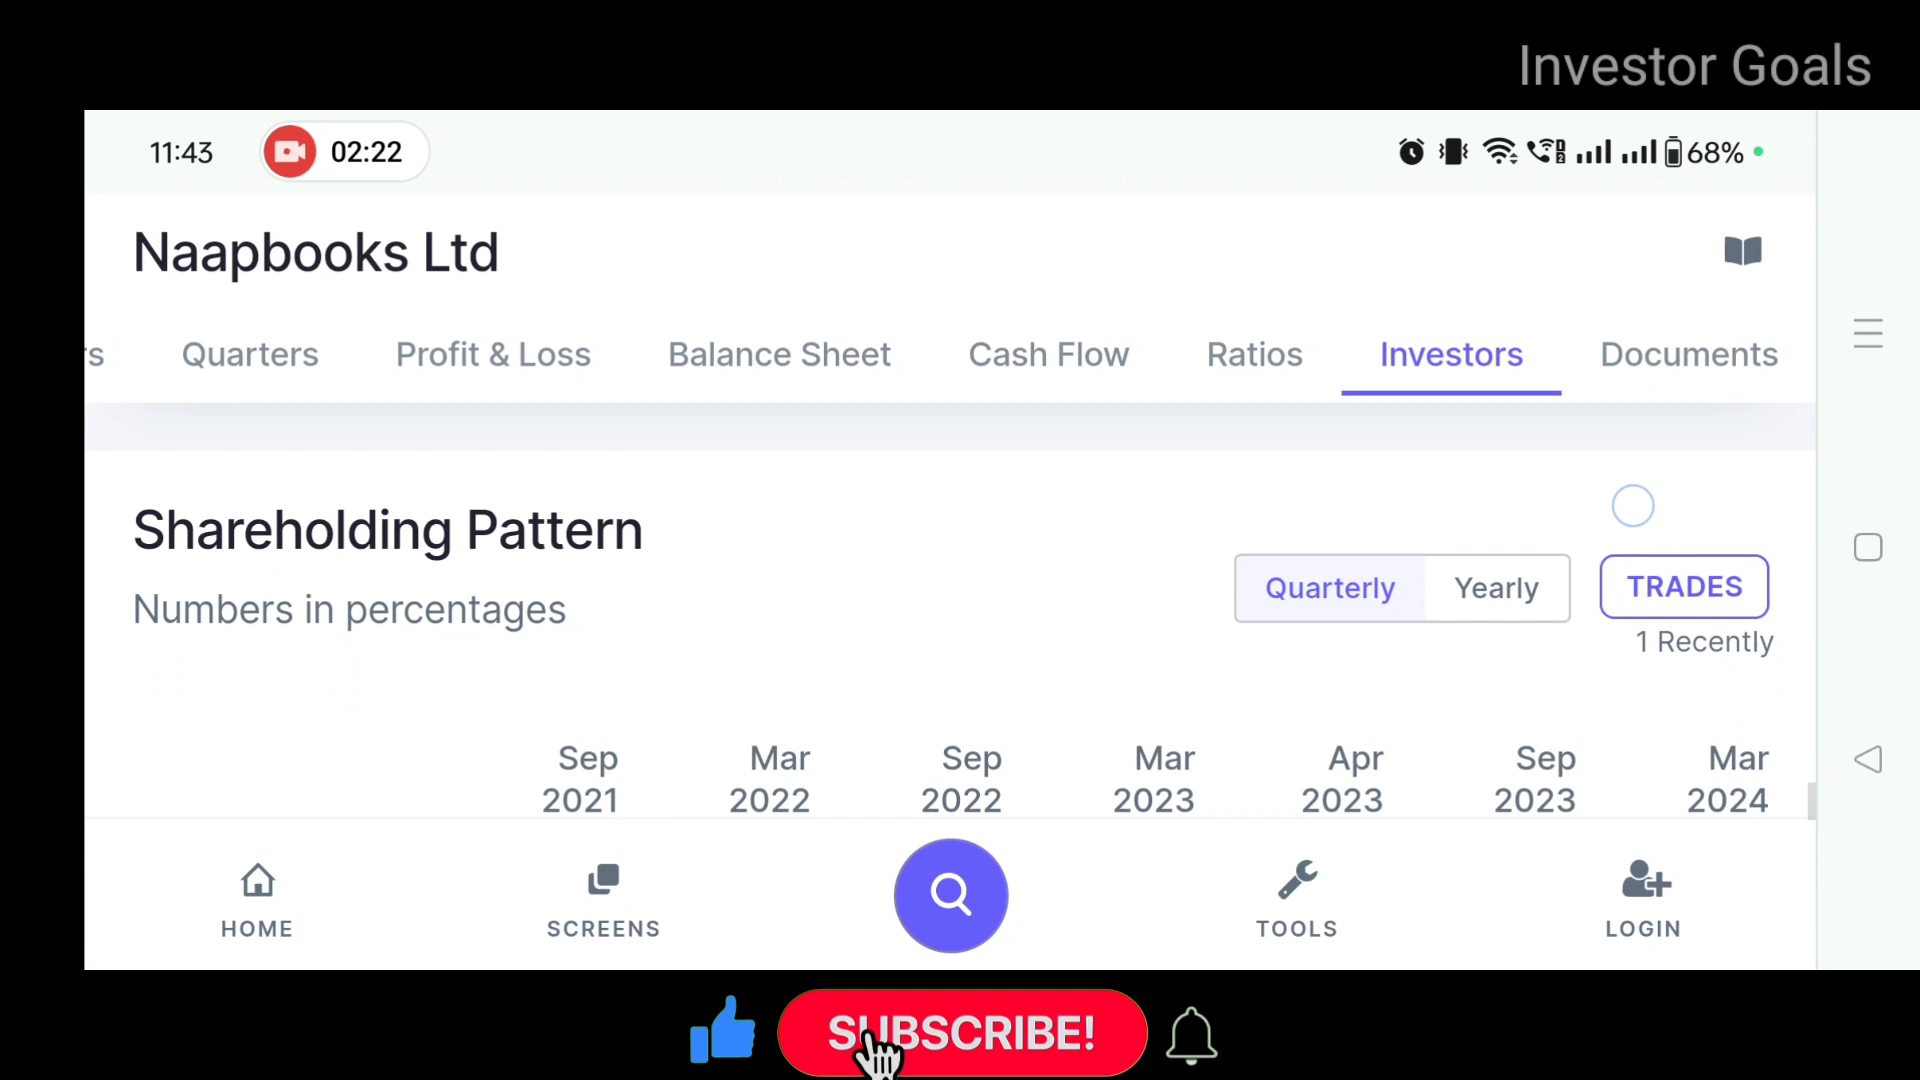 Investor Goals
11:43 02:22 68%
Naapbooks Ltd
rs Quarters Profit & Loss Balance Sheet Cash Flow Ratios Investors Documents
Shareholding Pattern
Numbers in percentages
Quarterly Yearly TRADES
1 Recently
Sep 2021 Mar 2022 Sep 2022 Mar 2023 Apr 2023 Sep 2023 Mar 2024
HOME SCREENS TOOLS LOGIN
SUBSCRIBE!